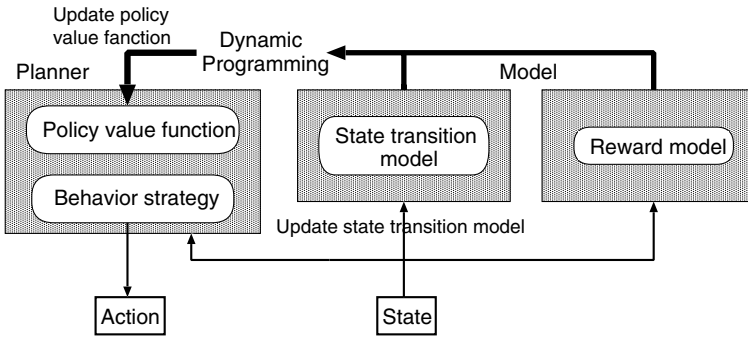 Update policy
value fanction
Dynamic
Programming
Planner
Model
Policy value function
State transition
model
Reward model
Behavior strategy
Update state transition model
Action
State